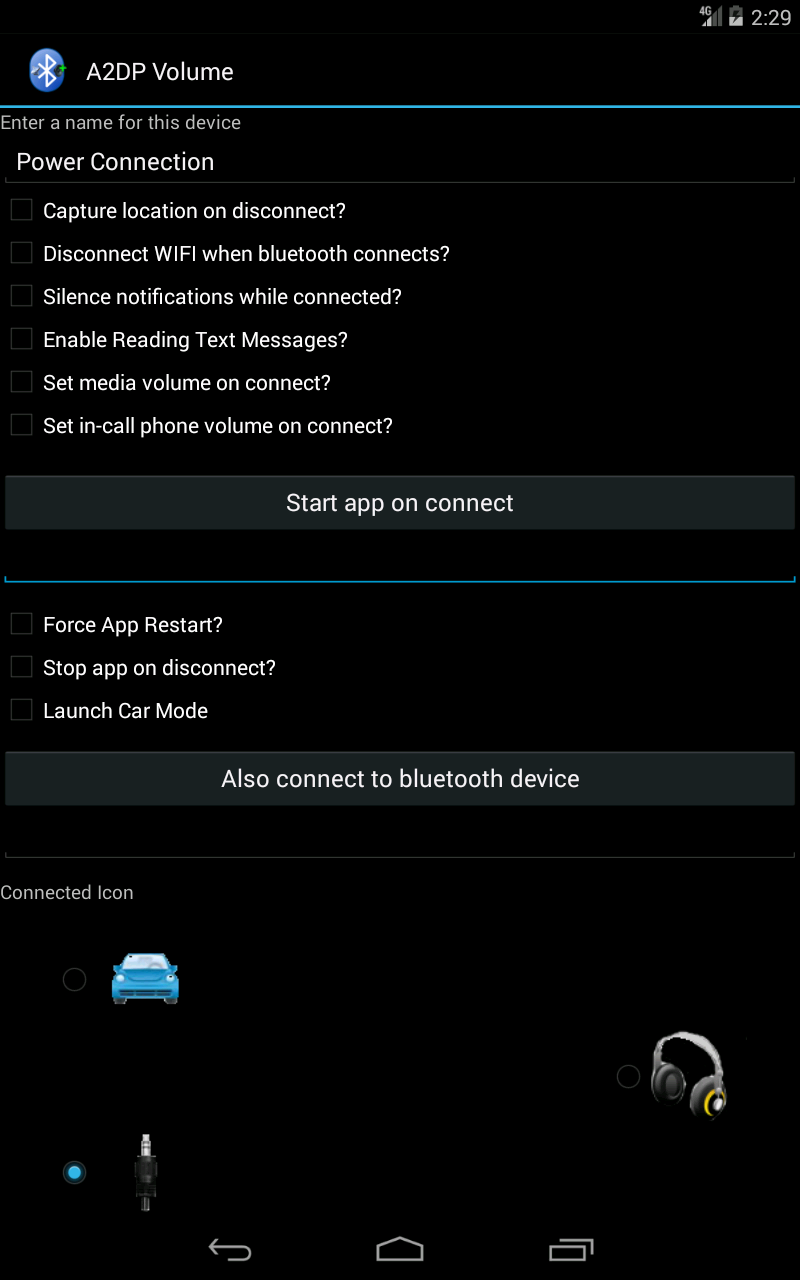 4G 2:29
A2DP Volume
Enter a name for this device
Power Connection
Capture location on disconnect?
Disconnect WIFI when bluetooth connects?
Silence notifications while connected?
Enable Reading Text Messages?
Set media volume on connect?
Set in-call phone volume on connect?
Start app on connect
Force App Restart?
Stop app on disconnect?
Launch Car Mode
Also connect to bluetooth device
Connected Icon